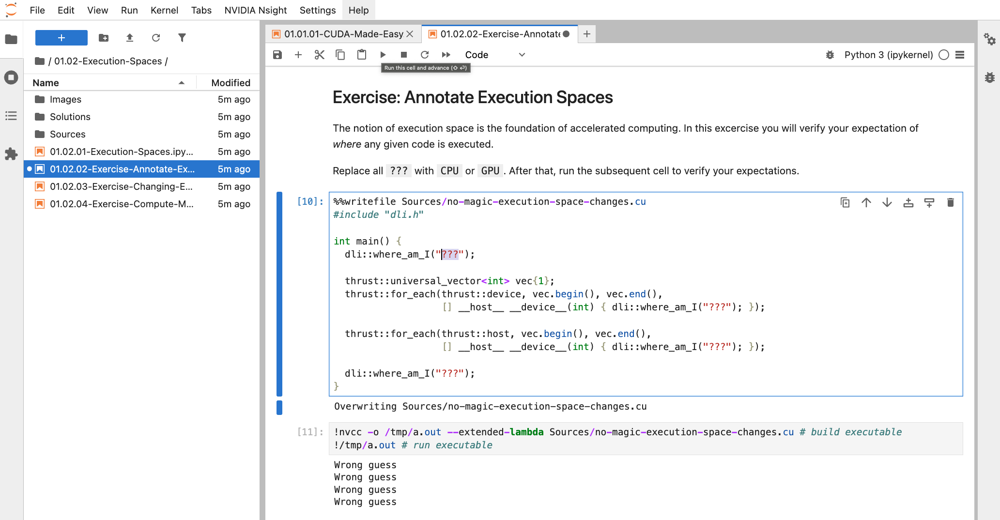 File Edit View Run Kernel Tabs NVIDIA Nsight Settings Help
/ 01.02-Execution-Spaces /
Name Modified
Images 5m ago
Solutions 5m ago
Sources 5m ago
01.02.01-Execution-Spaces.ipy... 5m ago
01.02.02-Exercise-Annotate-Ex... 5m ago
01.02.03-Exercise-Changing-E... 5m ago
01.02.04-Exercise-Compute-M... 5m ago
01.01.01-CUDA-Made-Easy. 01.02.02-Exercise-Annotate
Code Python 3 (ipykernel)
Run this cell and advance (⇧ ⏎)
Exercise: Annotate Execution Spaces
The notion of execution space is the foundation of accelerated computing. In this excercise you will verify your expectation of
where any given code is executed.
Replace all ??? with CPU or GPU. After that, run the subsequent cell to verify your expectations.
[10]: %%writefile Sources/no-magic-execution-space-changes.cu
#include "dli.h"
int main() {
dli::where_am_I("???");
thrust::universal_vector<int> vec{1};
thrust::for_each(thrust::device, vec.begin(), vec.end(),
[] __host__ __device__(int) { dli::where_am_I("???"); });
thrust::for_each(thrust::host, vec.begin(), vec.end(),
[] __host__ __device__(int) { dli::where_am_I("???"); });
dli::where_am_I("???");
}
Overwriting Sources/no-magic-execution-space-changes.cu
[11]: !nvcc -o /tmp/a.out --extended-lambda Sources/no-magic-execution-space-changes.cu # build executable
!/tmp/a.out # run executable
Wrong guess
Wrong guess
Wrong guess
Wrong guess